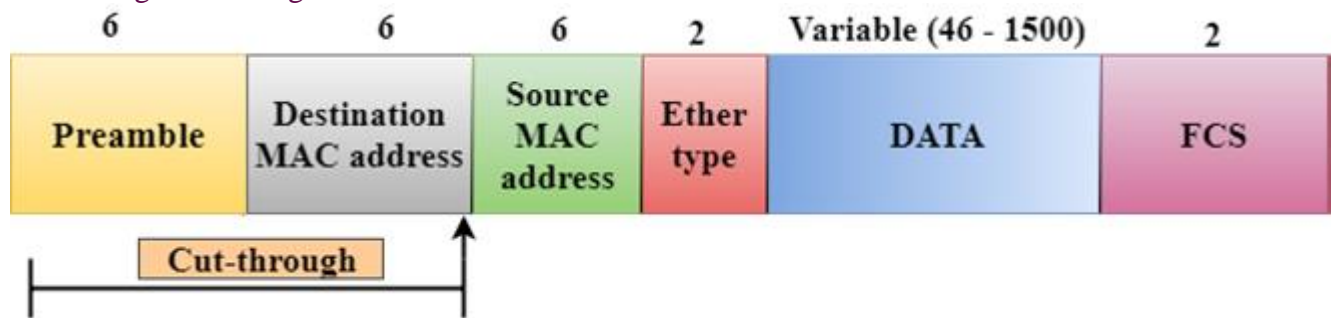 6 6 6 2 Variable (46 - 1500) 2
Preamble
Destination
MAC address
Source
MAC
address
Ether
type
DATA
FCS
Cut-through